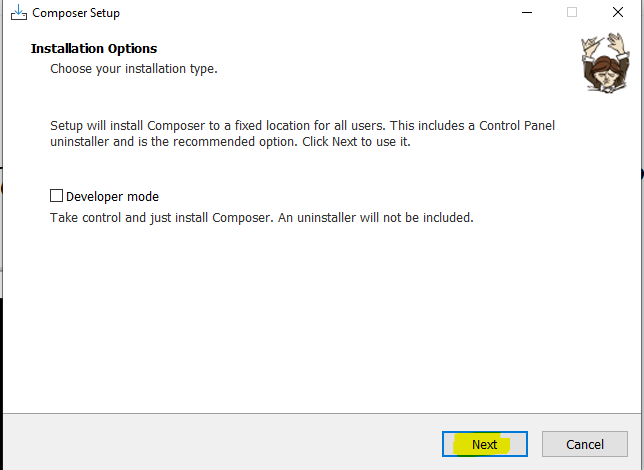 Composer Setup
Installation Options
Choose your installation type.
Setup will install Composer to a fixed location for all users. This includes a Control Panel
uninstaller and is the recommended option. Click Next to use it.
Developer mode
Take control and just install Composer. An uninstaller will not be included.
Next
Cancel